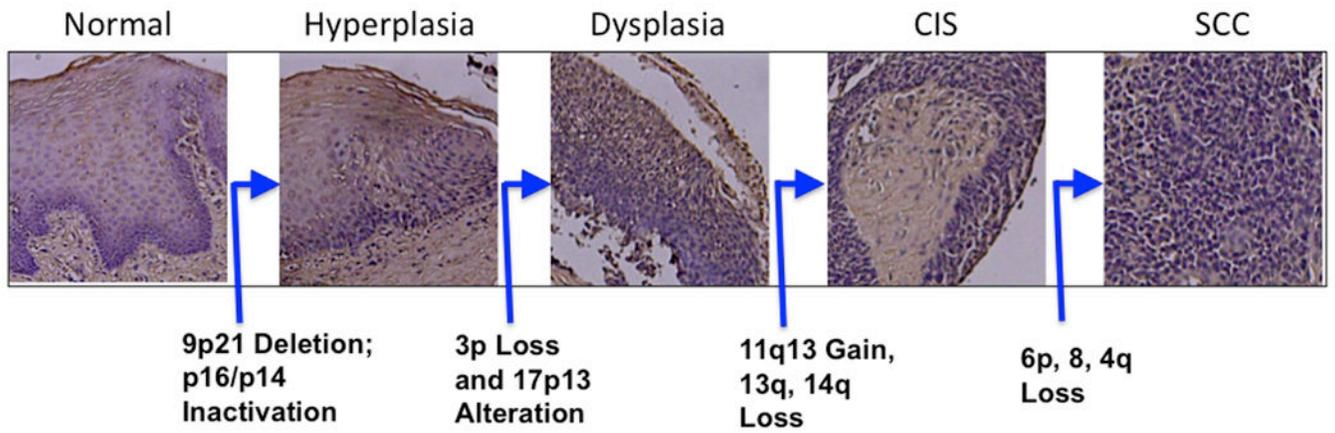 Normal Hyperplasia Dysplasia CIS SCC
9p21 Deletion;
p16/p14
Inactivation
3p Loss
and 17p13
Alteration
11q13 Gain,
13q, 14q
Loss
6p, 8, 4q
Loss